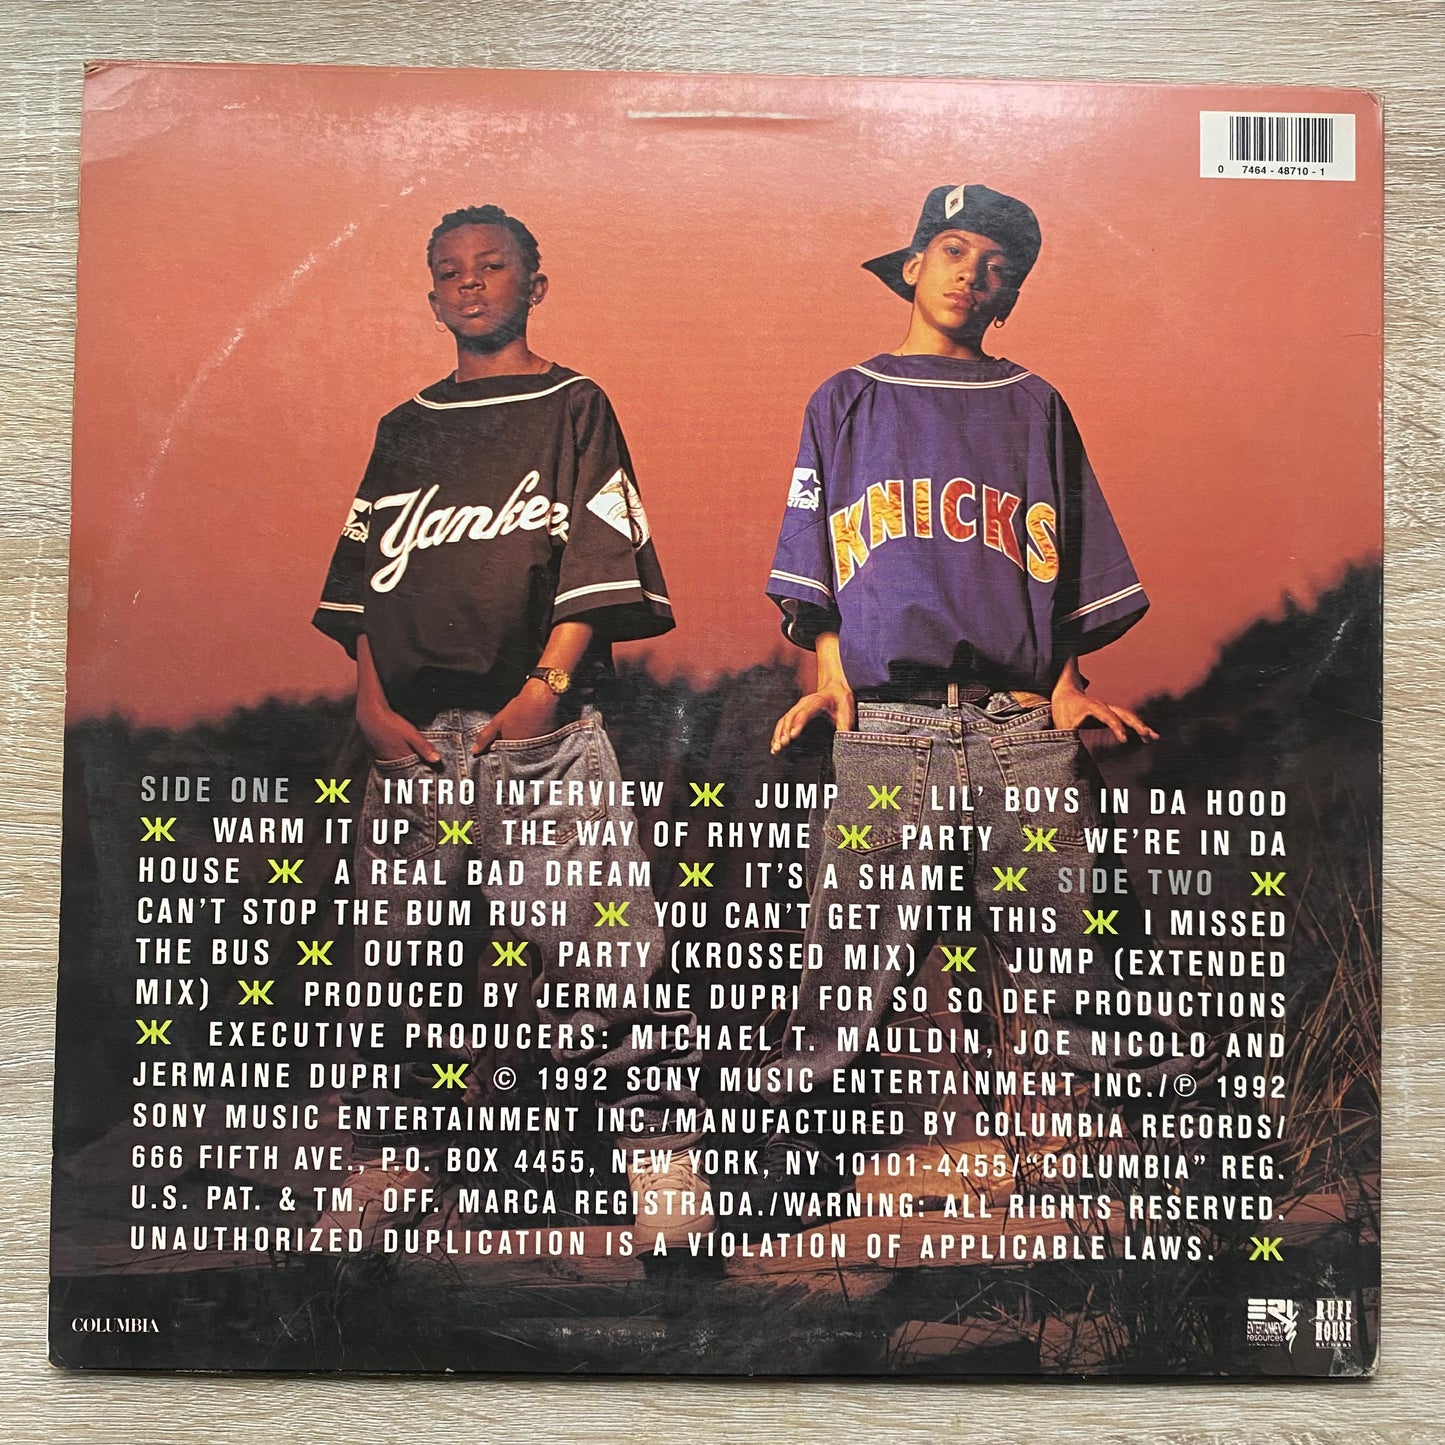 0 7464 - 48710 - 1
STARTER
Yankees
KNICKS
SIDE ONE Ж INTRO INTERVIEW Ж JUMP Ж LIL' BOYS IN DA HOOD
Ж WARM IT UP Ж THE WAY OF RHYME Ж PARTY Ж WE'RE IN DA
HOUSE Ж A REAL BAD DREAM Ж IT'S A SHAME Ж SIDE TWO Ж
CAN'T STOP THE BUM RUSH Ж YOU CAN'T GET WITH THIS Ж I MISSED
THE BUS Ж OUTRO Ж PARTY (KROSSED MIX) Ж JUMP (EXTENDED
MIX) Ж PRODUCED BY JERMAINE DUPRI FOR SO SO DEF PRODUCTIONS
Ж EXECUTIVE PRODUCERS: MICHAEL T. MAULDIN, JOE NICOLO AND
JERMAINE DUPRI Ж © 1992 SONY MUSIC ENTERTAINMENT INC./℗ 1992
SONY MUSIC ENTERTAINMENT INC./MANUFACTURED BY COLUMBIA RECORDS/
666 FIFTH AVE., P.O. BOX 4455, NEW YORK, NY 10101-4455/“COLUMBIA” REG.
U.S. PAT. & TM. OFF. MARCA REGISTRADA./WARNING: ALL RIGHTS RESERVED.
UNAUTHORIZED DUPLICATION IS A VIOLATION OF APPLICABLE LAWS. Ж
COLUMBIA
ENTERTAINMENT
resources
RUFF
HOUSE
RECORDS